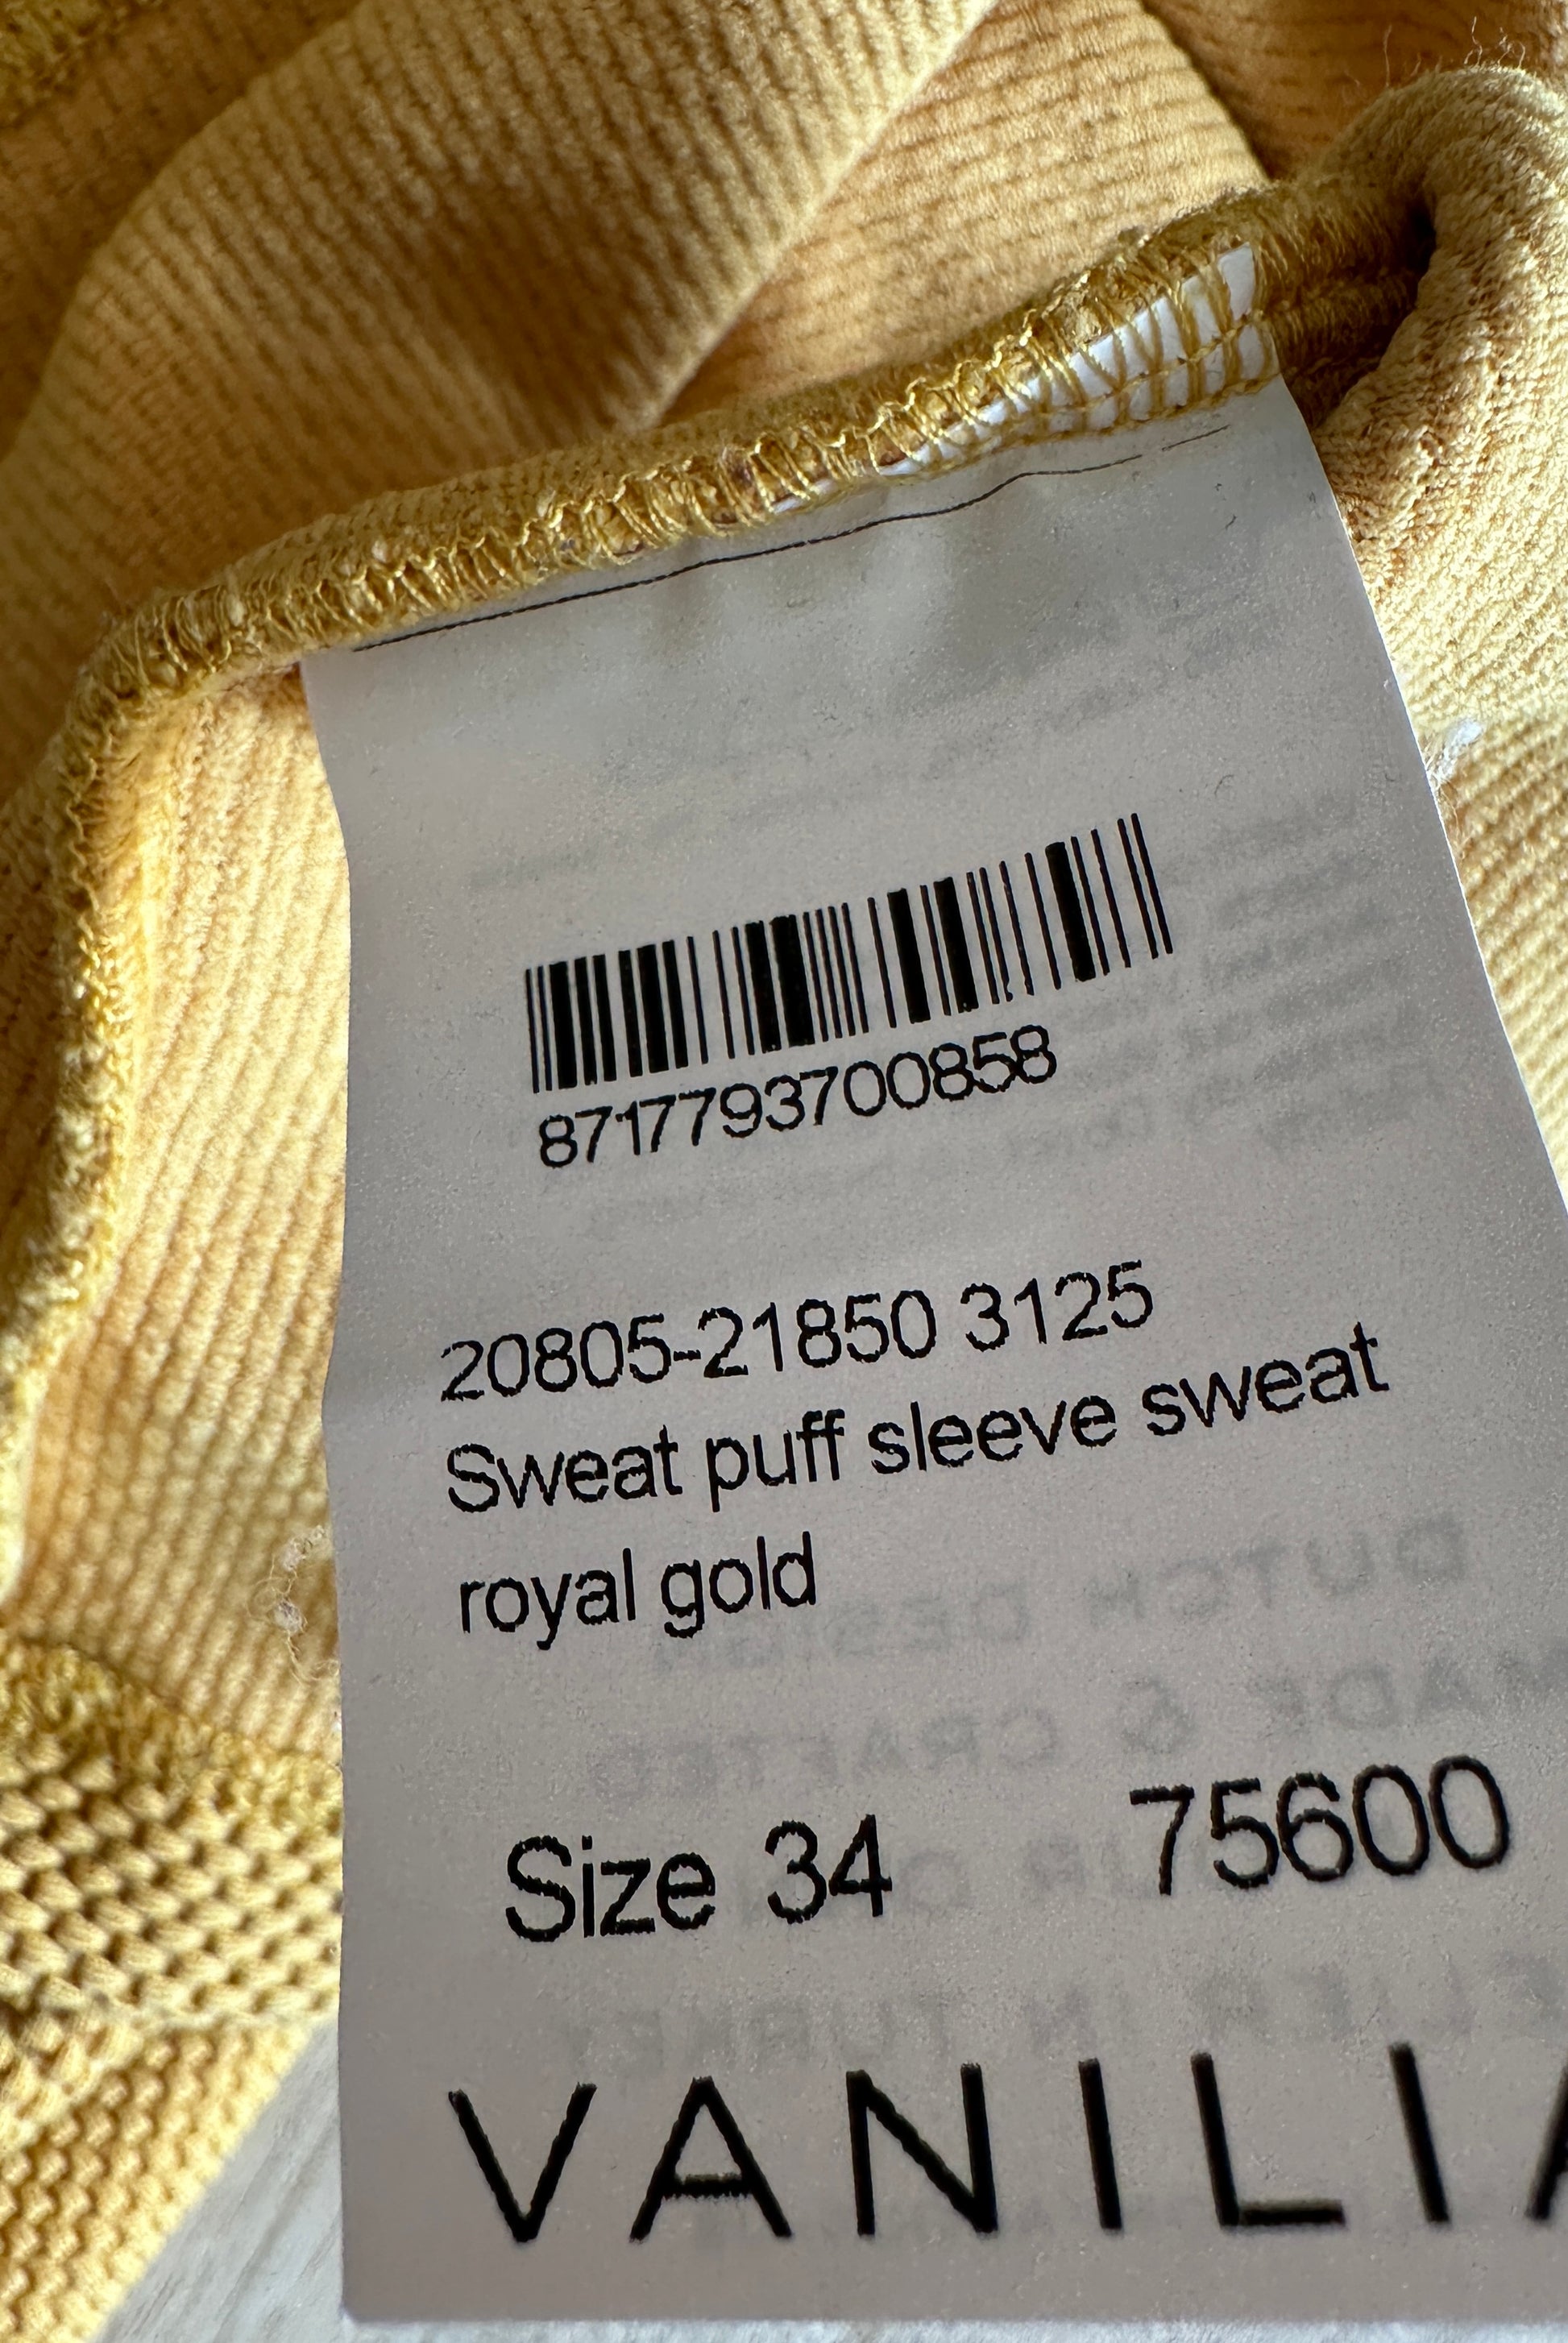 8717793700858
20805-21850 3125
Sweat puff sleeve sweat
royal gold
Size 34 75600
VANILIA